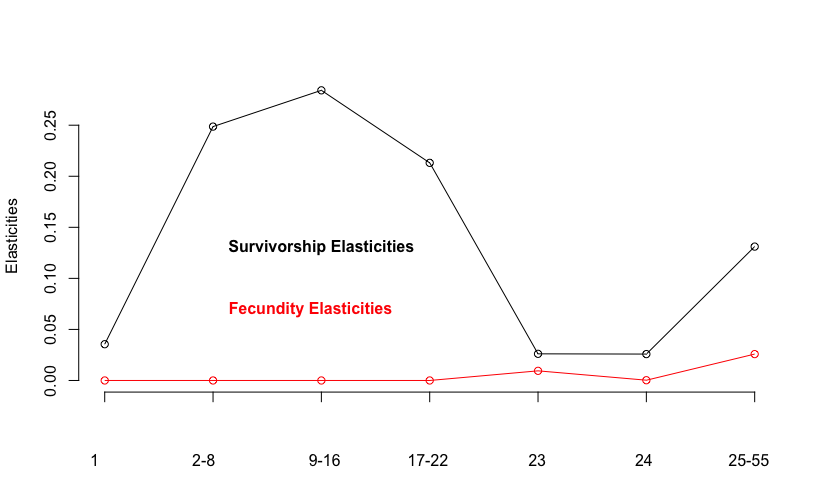 0.25
0.20
0.15
0.10
0.05
0.00
Elasticities
Survivorship Elasticities
Fecundity Elasticities
1 2-8 9-16 17-22 23 24 25-55